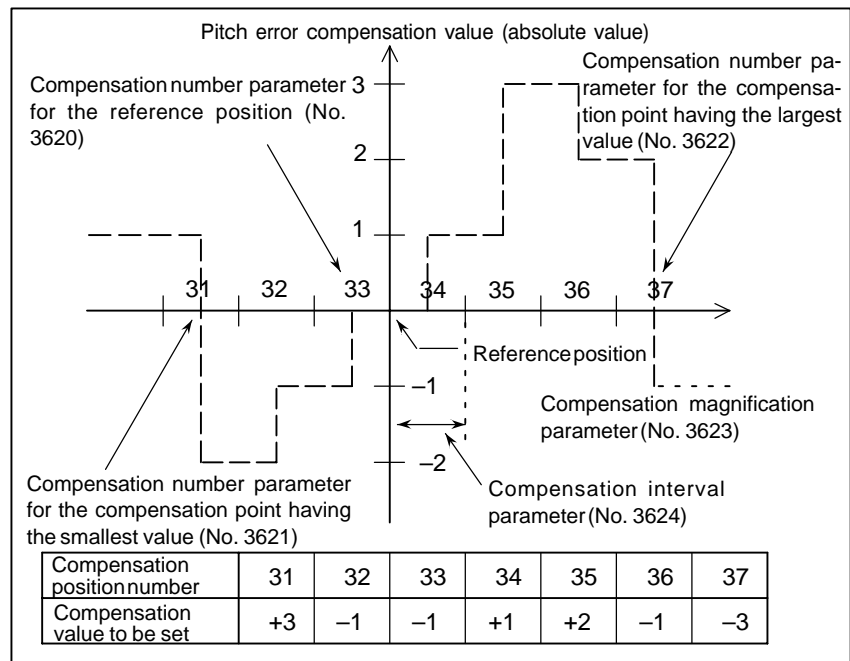 Pitch error compensation value (absolute value)
Compensation number parameter
for the reference position (No.
3620)
Compensation number pa-
rameter for the compensa-
tion point having the largest
value (No. 3622)
3
2
1
31 32 33 34 35 36 37
Reference position
–1
–2
Compensation magnification
parameter (No. 3623)
Compensation number parameter
for the compensation point having
the smallest value (No. 3621)
Compensation interval
parameter (No. 3624)
Compensation
position number
31 32 33 34 35 36 37
Compensation
value to be set
+3 –1 –1 +1 +2 –1 –3